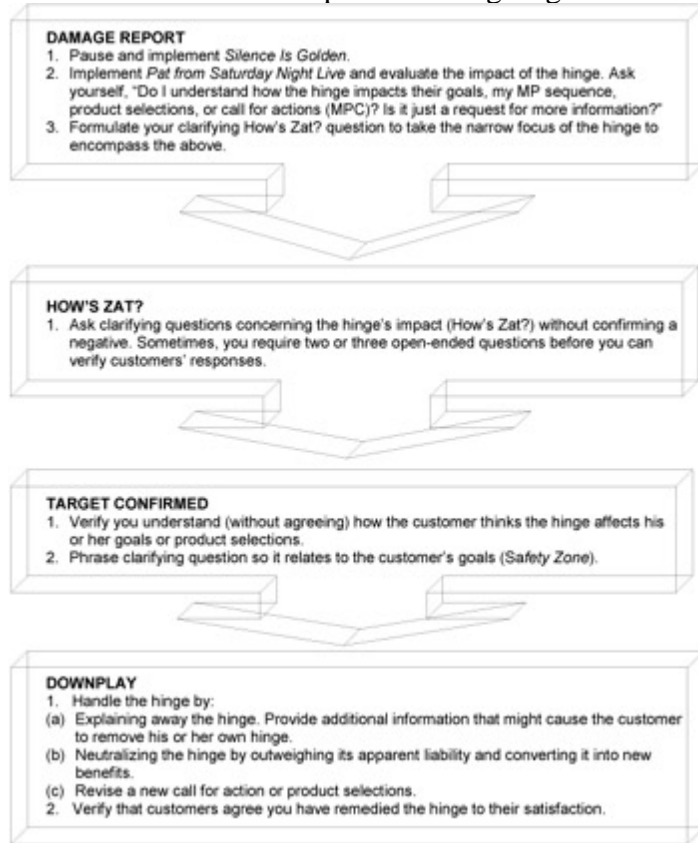 DAMAGE REPORT
1. Pause and implement Silence Is Golden.
2. Implement Pat from Saturday Night Live and evaluate the impact of the hinge. Ask
yourself, “Do I understand how the hinge impacts their goals, my MP sequence,
product selections, or call for actions (MPC)? Is it just a request for more information?”
3. Formulate your clarifying How's Zat? question to take the narrow focus of the hinge to
encompass the above.
HOW'S ZAT?
1. Ask clarifying questions concerning the hinge's impact (How's Zat?) without confirming a
negative. Sometimes, you require two or three open-ended questions before you can
verify customers' responses.
TARGET CONFIRMED
1. Verify you understand (without agreeing) how the customer thinks the hinge affects his
or her goals or product selections.
2. Phrase clarifying question so it relates to the customer's goals (Safety Zone).
DOWNPLAY
1. Handle the hinge by:
(a) Explaining away the hinge. Provide additional information that might cause the customer
to remove his or her own hinge.
(b) Neutralizing the hinge by outweighing its apparent liability and converting it into new
benefits.
(c) Revise a new call for action or product selections.
2. Verify that customers agree you have remedied the hinge to their satisfaction.